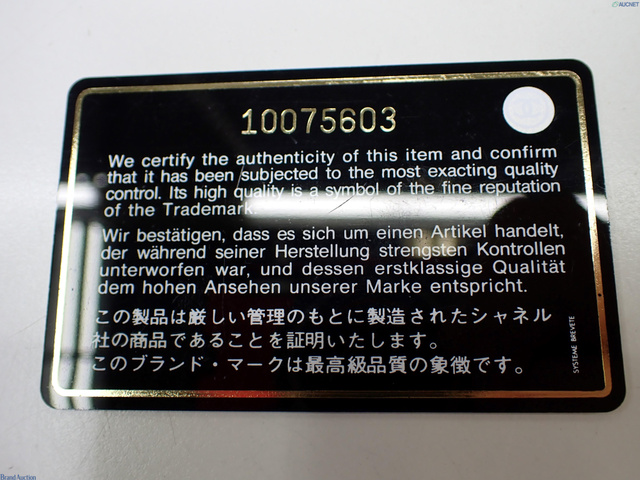 AUCNET
10075603
We certify the authenticity of this item and confirm
that it has been subjected to the most exacting quality
control. Its high quality is a symbol of the fine reputation
of the Trademark.
Wir bestätigen, dass es sich um einen Artikel handelt,
der während seiner Herstellung strengsten Kontrollen
unterworfen war, und dessen erstklassige Qualität
dem hohen Ansehen unserer Marke entspricht.
この製品は厳しい管理のもとに製造されたシャネル
社の商品であることを証明いたします。
このブランド・マークは最高級品質の象徴です。
SYSTEME BREVETE
Brand Auction